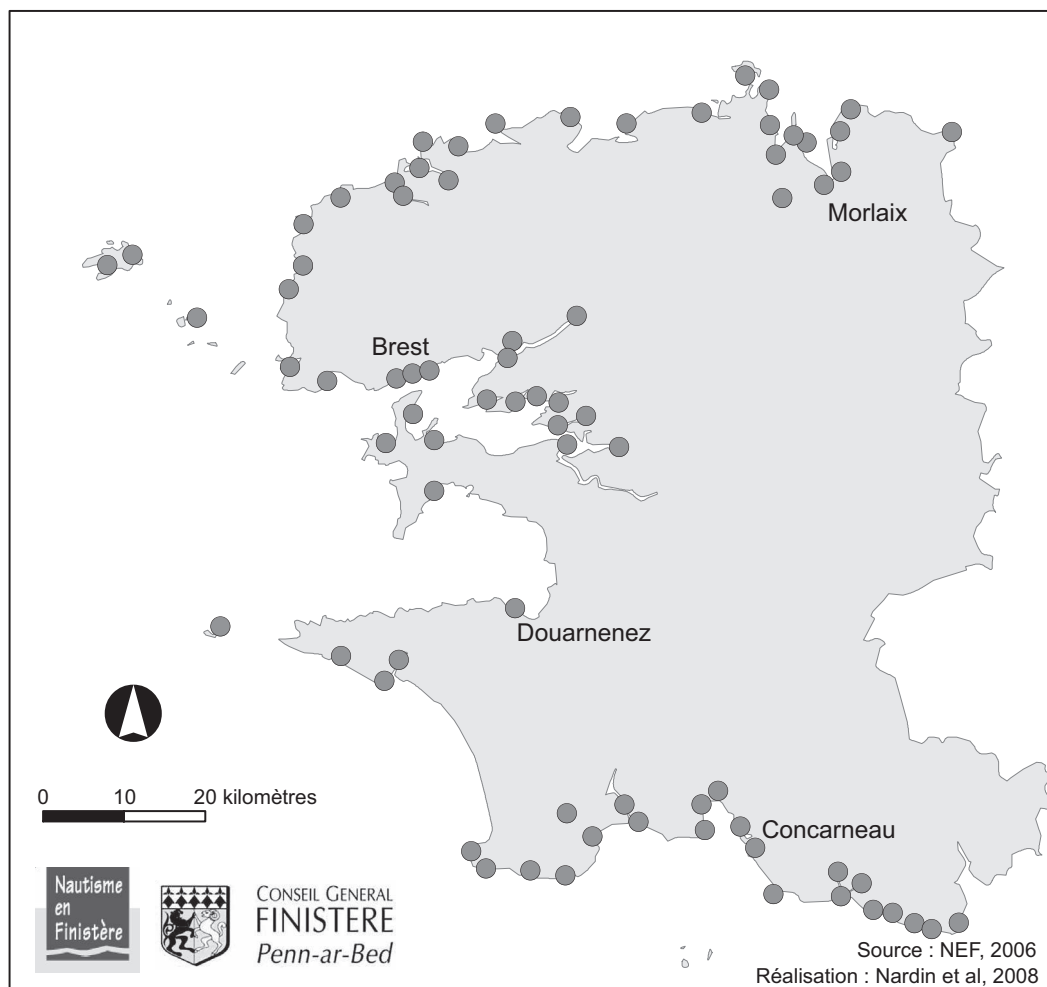 Morlaix
Brest
Douarnenez
0 10 20 kilomètres
Concarneau
Nautisme
en
Finistère
CONSEIL GENERAL
FINISTERE
Penn-ar-Bed
Source : NEF, 2006
Réalisation : Nardin et al, 2008